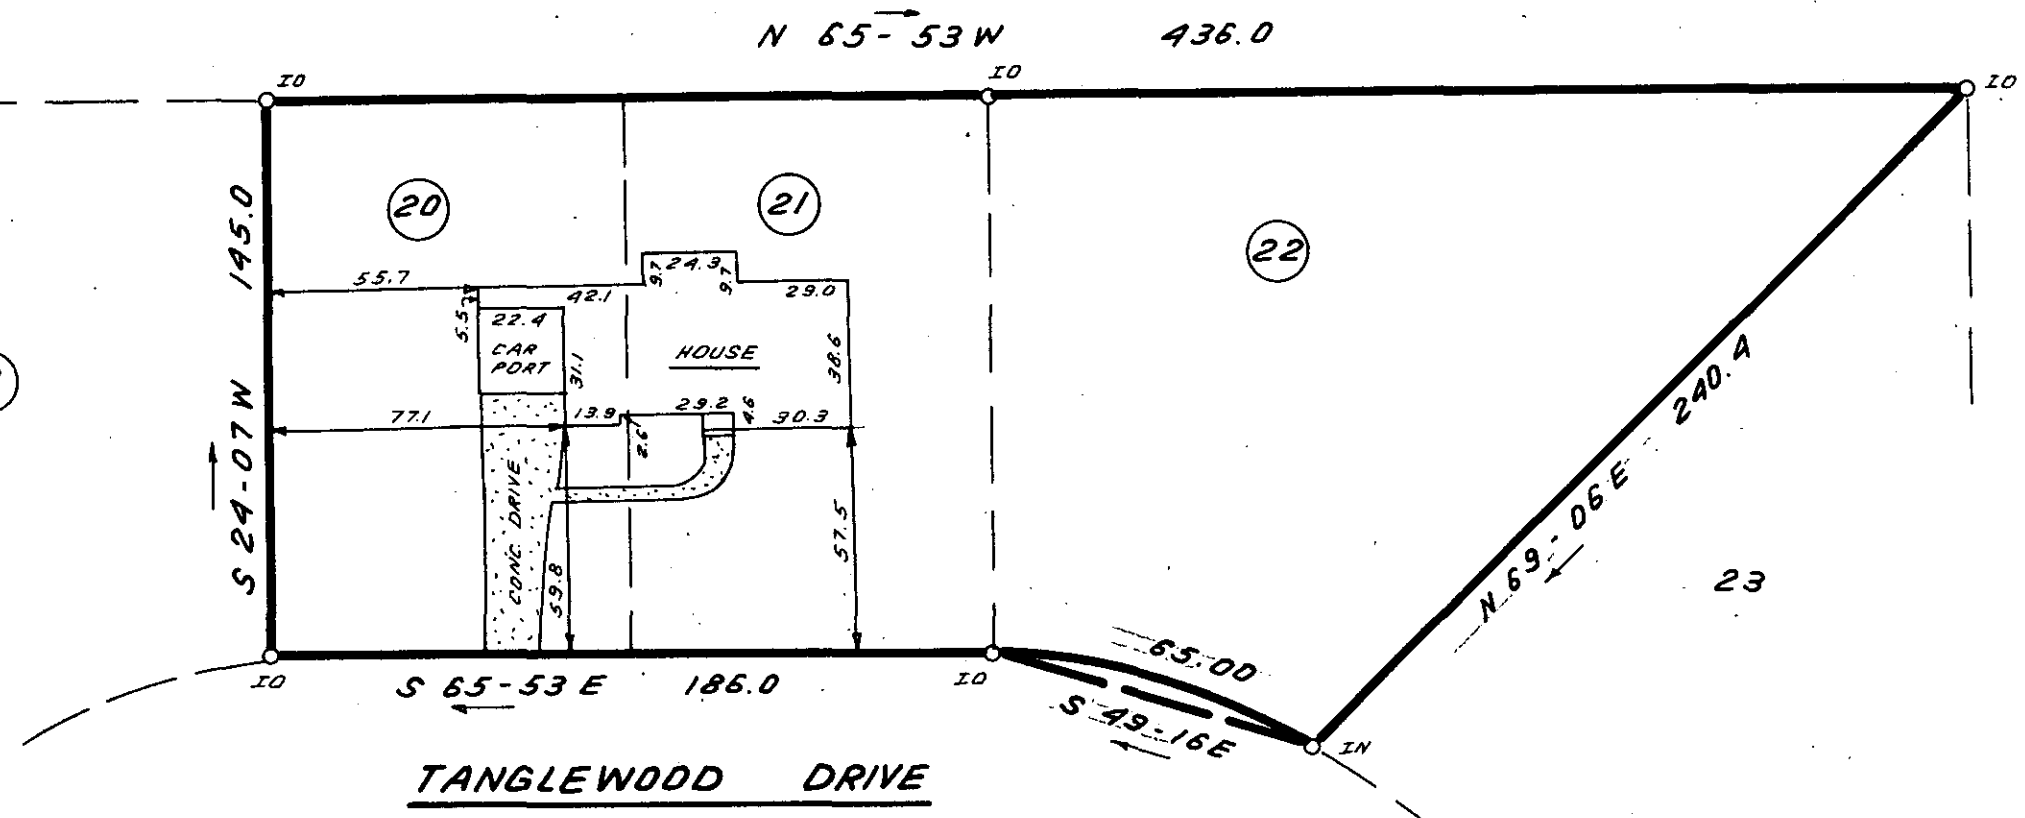 N 65-53 W 436.0
IO
IO
IO
S 24-07 W 145.0
20
21
22
55.7
42.1
9.7
24.3
9.7
29.0
5.5
22.4
CAR
PORT
31.1
HOUSE
38.6
77.1
13.9
2.6
29.2
4.6
30.3
CONC. DRIVE
59.8
57.5
N 69-06 E 240.4
23
IO
S 65-53 E 186.0
IO
65.00
S 49-16 E
IN
TANGLEWOOD DRIVE